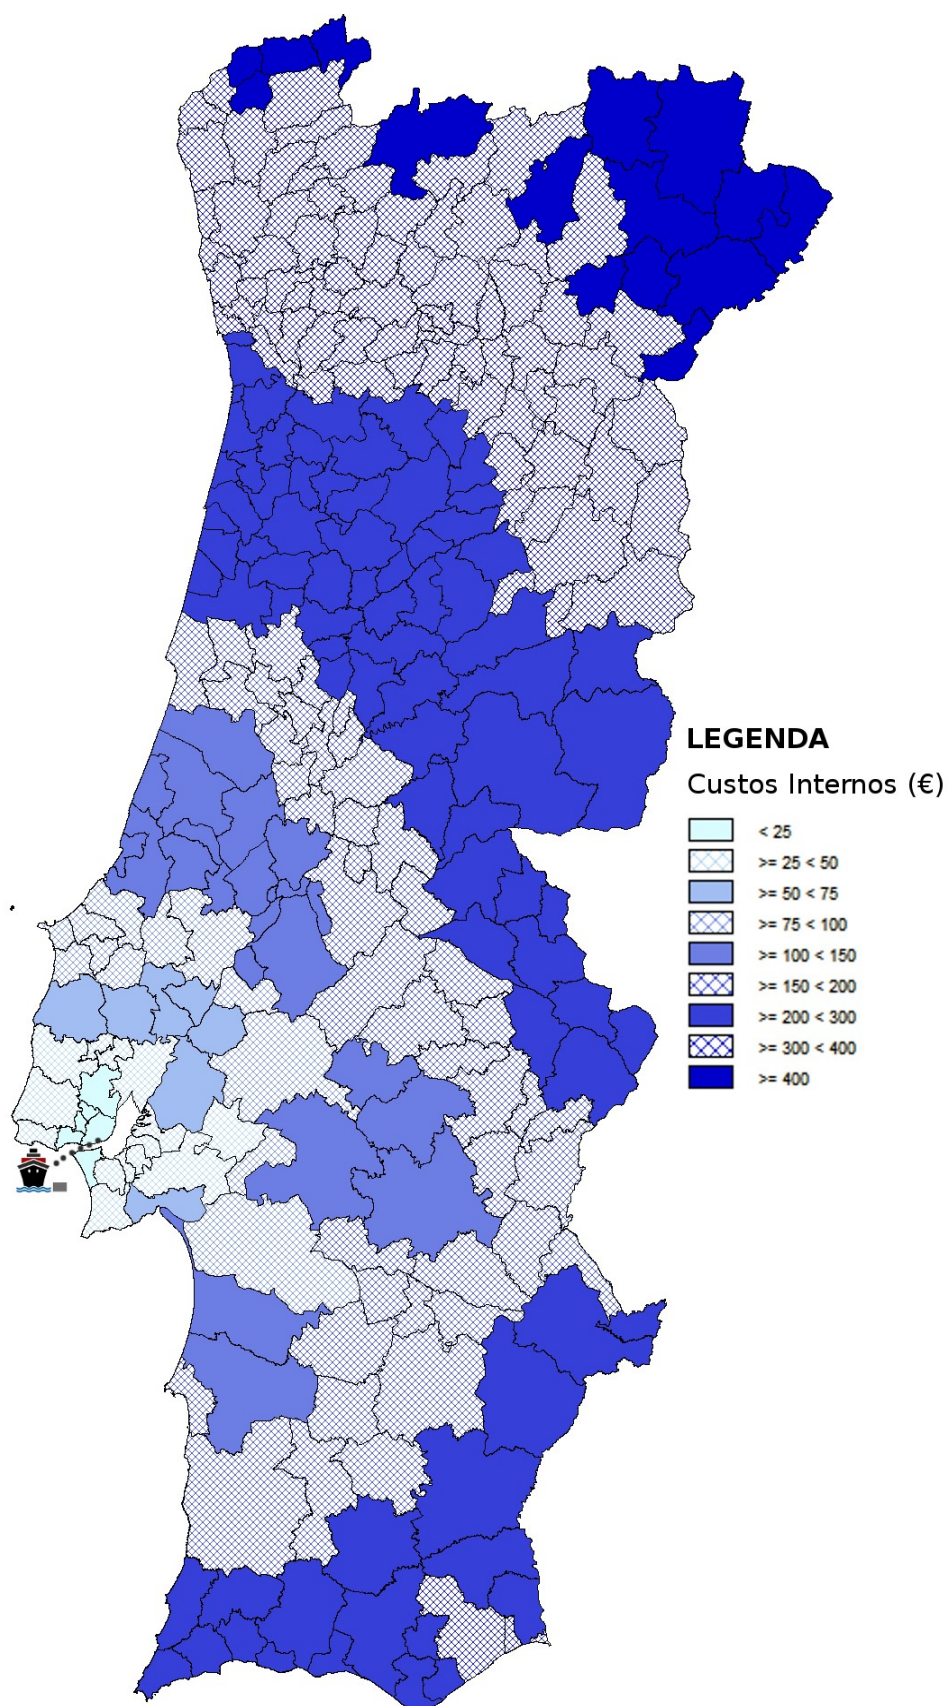 LEGENDA
Custos Internos (€)
< 25
>= 25 < 50
>= 50 < 75
>= 75 < 100
>= 100 < 150
>= 150 < 200
>= 200 < 300
>= 300 < 400
>= 400